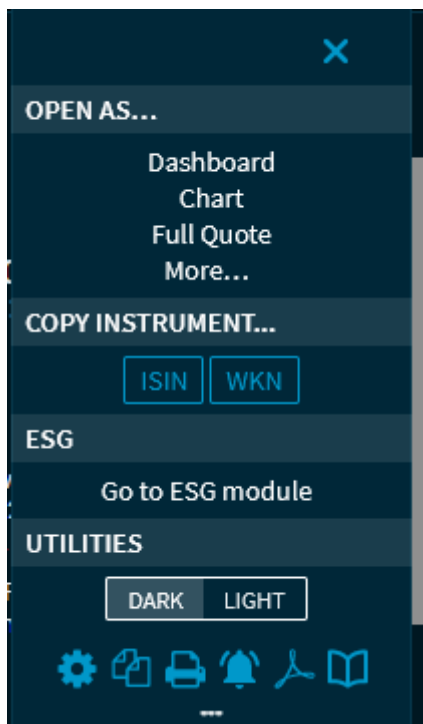 OPEN AS...
Dashboard
Chart
Full Quote
More...
COPY INSTRUMENT...
ISIN WKN
ESG
Go to ESG module
UTILITIES
DARK LIGHT